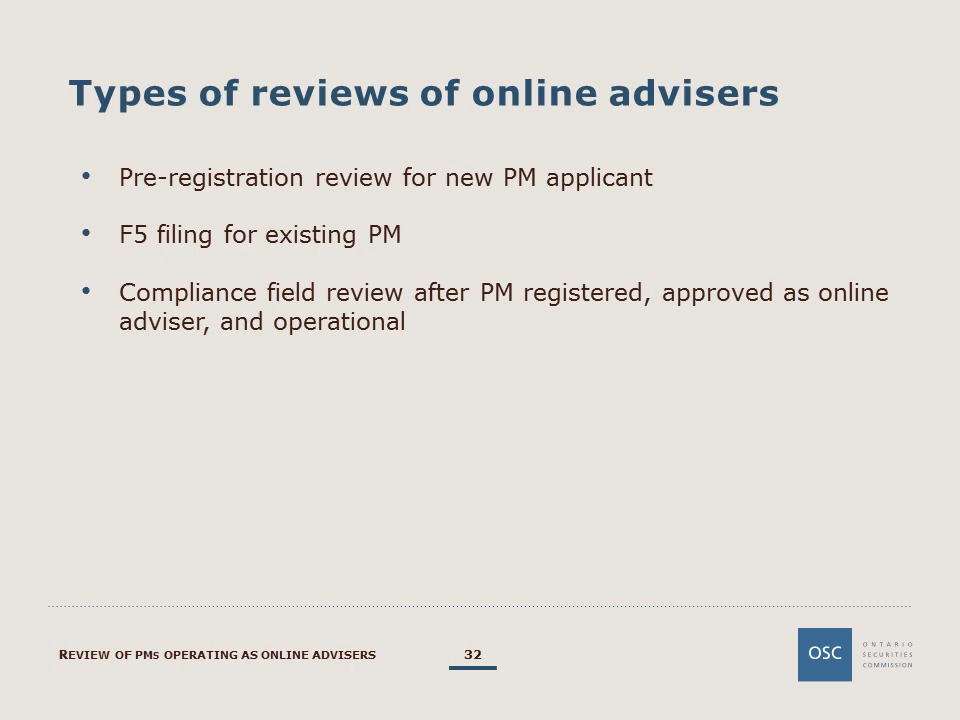 Types of reviews of online advisers
• Pre-registration review for new PM applicant
• F5 filing for existing PM
• Compliance field review after PM registered, approved as online
adviser, and operational
REVIEW OF PMS OPERATING AS ONLINE ADVISERS
32
OSC
ONTARIO
SECURITIES
COMMISSION